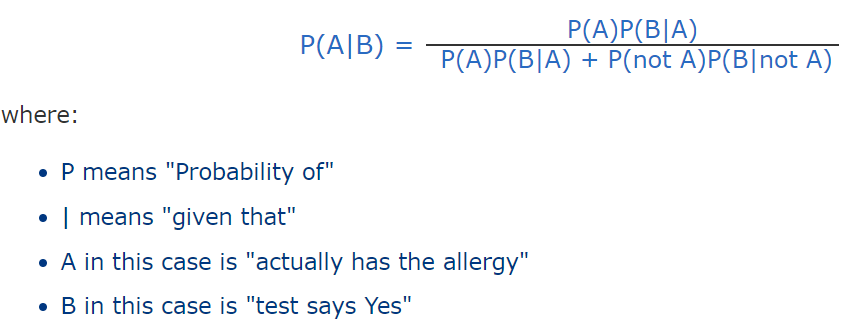 P(A|B) = P(A)P(B|A)
P(A)P(B|A) + P(not A)P(B|not A)
where:
• P means "Probability of"
• | means "given that"
• A in this case is "actually has the allergy"
• B in this case is "test says Yes"